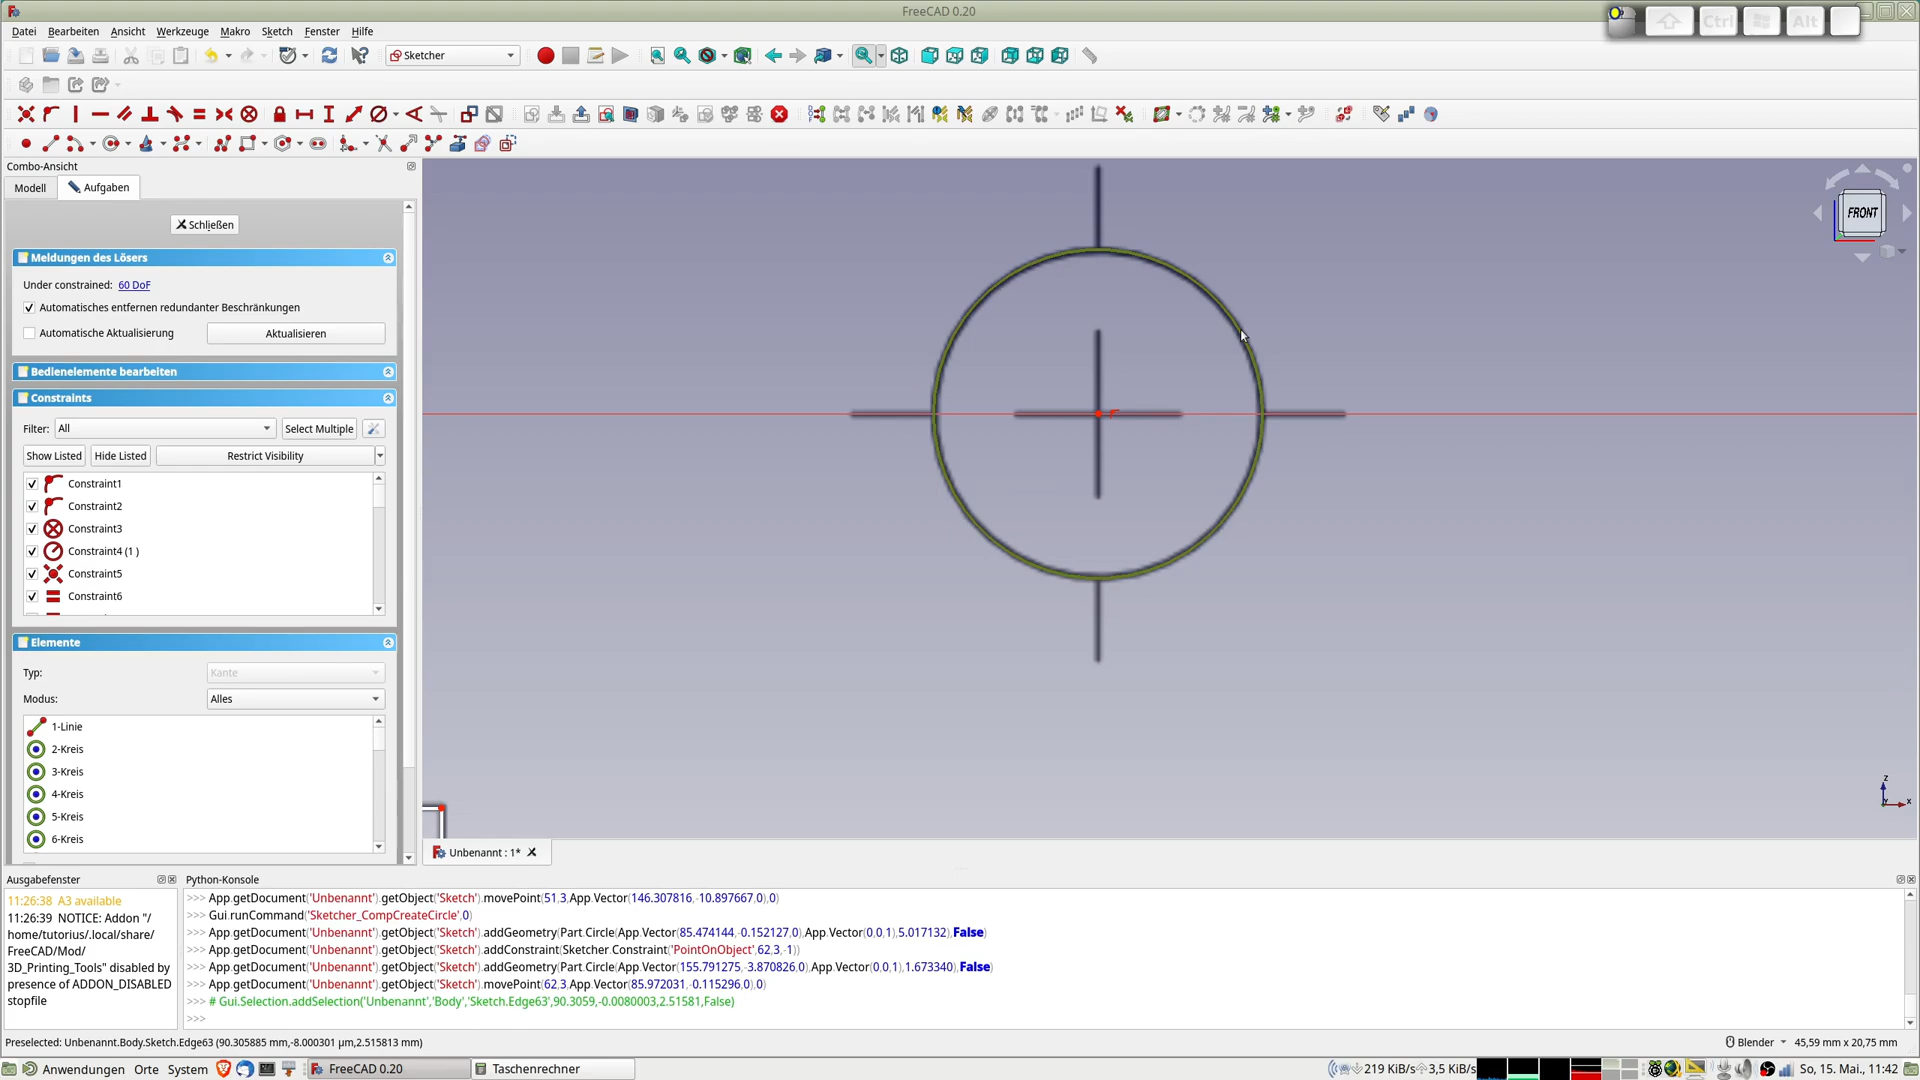 FreeCAD 0.20
Ctrl
Alt
Datei Bearbeiten Ansicht Werkzeuge Makro Sketch Fenster Hilfe
Sketcher
Combo-Ansicht
Modell Aufgaben
Schließen
Meldungen des Lösers
Under constrained: 60 DoF
Automatisches entfernen redundanter Beschränkungen
Automatische Aktualisierung Aktualisieren
Bedienelemente bearbeiten
Constraints
Filter: All Select Multiple
Show Listed Hide Listed Restrict Visibility
Constraint1
Constraint2
Constraint3
Constraint4 (1 )
Constraint5
Constraint6
Elemente
Typ: Kante
Modus: Alles
1-Linie
2-Kreis
3-Kreis
4-Kreis
5-Kreis
6-Kreis
FRONT
z
x
Unbenannt : 1*
Ausgabefenster
11:26:38 A3 available
11:26:39 NOTICE: Addon "/
home/tutorius/.local/share/
FreeCAD/Mod/
3D_Printing_Tools" disabled by
presence of ADDON_DISABLED
stopfile
Python-Konsole
>>> App.getDocument('Unbenannt').getObject('Sketch').movePoint(51,3,App.Vector(146.307816,-10.897667,0),0)
>>> Gui.runCommand('Sketcher_CompCreateCircle',0)
>>> App.getDocument('Unbenannt').getObject('Sketch').addGeometry(Part.Circle(App.Vector(85.474144,-0.152127,0),App.Vector(0,0,1),5.017132),False)
>>> App.getDocument('Unbenannt').getObject('Sketch').addConstraint(Sketcher.Constraint('PointOnObject',62,3,-1))
>>> App.getDocument('Unbenannt').getObject('Sketch').addGeometry(Part.Circle(App.Vector(155.791275,-3.870826,0),App.Vector(0,0,1),1.673340),False)
>>> App.getDocument('Unbenannt').getObject('Sketch').movePoint(62,3,App.Vector(85.972031,-0.115296,0),0)
>>> # Gui.Selection.addSelection('Unbenannt','Body','Sketch.Edge63',90.3059,-0.0080003,2.51581,False)
>>>
Preselected: Unbenannt.Body.Sketch.Edge63 (90.305885 mm,-8.000301 µm,2.515813 mm)
Blender 45,59 mm x 20,75 mm
Anwendungen Orte System FreeCAD 0.20 Taschenrechner 219 KiB/s 3,5 KiB/s So, 15. Mai., 11:42